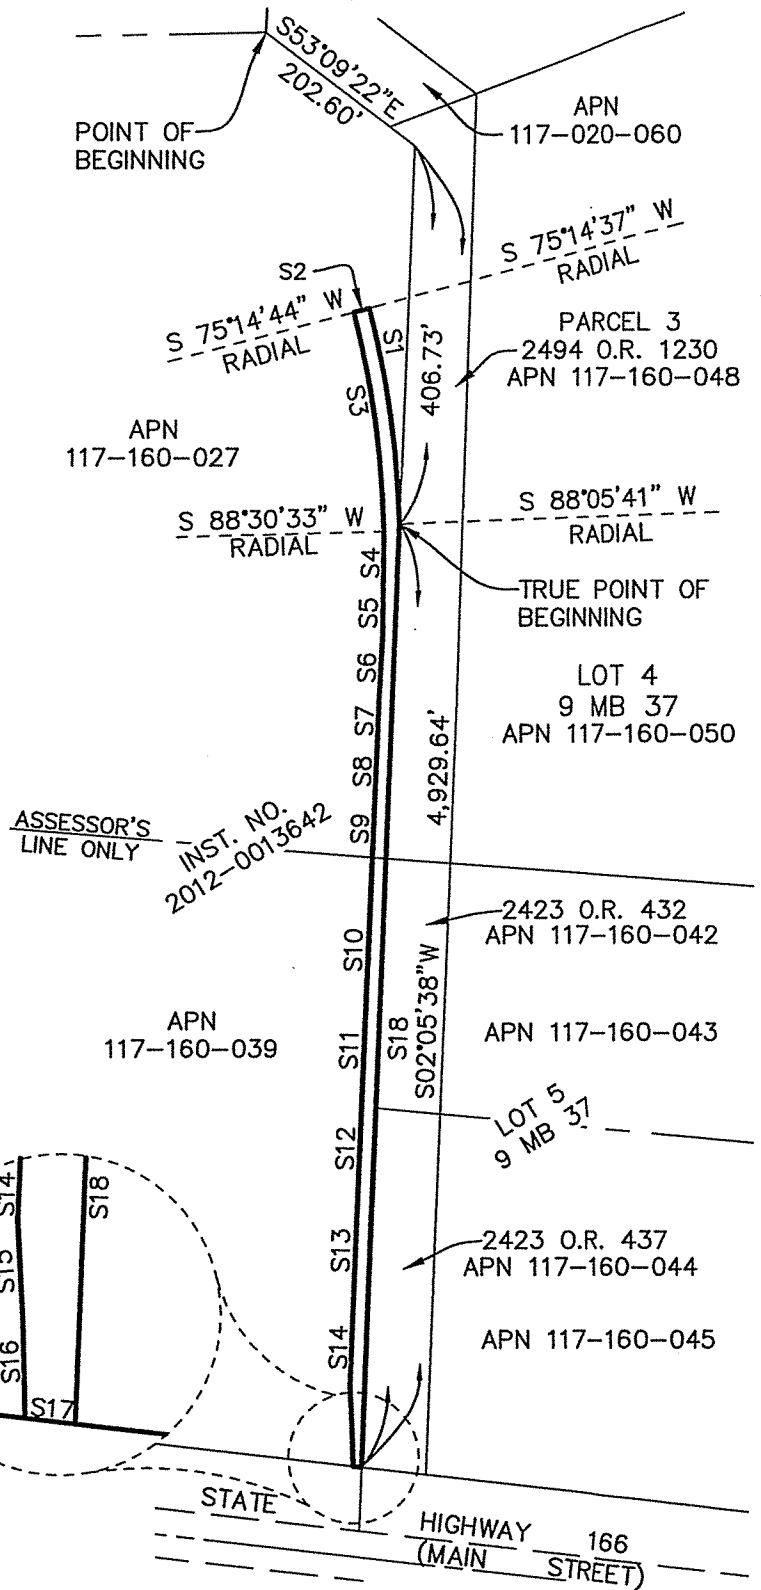 S53°09'22"E
202.60'
POINT OF
BEGINNING
APN
117-020-060
S 75°14'37" W
RADIAL
S2
S 75°14'44" W
RADIAL
S1
PARCEL 3
2494 O.R. 1230
APN 117-160-048
406.73'
S3
APN
117-160-027
S 88°30'33" W
RADIAL
S 88°05'41" W
RADIAL
S4
TRUE POINT OF
BEGINNING
S5
S6
LOT 4
9 MB 37
APN 117-160-050
S7
4,929.64'
S8
S9
ASSESSOR'S
LINE ONLY
INST. NO.
2012-0013642
2423 O.R. 432
APN 117-160-042
S10
S02°05'38"W
APN
117-160-039
S11
S18
APN 117-160-043
LOT 5
9 MB 37
S12
S14
S18
S13
2423 O.R. 437
APN 117-160-044
S15
S14
S16
APN 117-160-045
S17
STATE
HIGHWAY 166
(MAIN STREET)